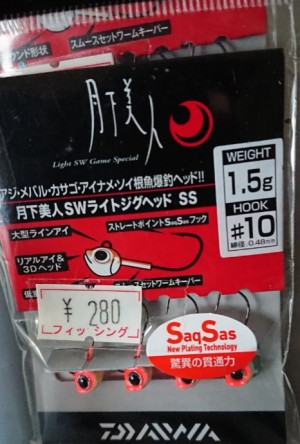 ウンド形状
スムースセットワームキーパー
月下美人
Light SW Game Special
アジ・メバル・カサゴ・アイナメ・ソイ根魚爆釣ヘッド!!
月下美人SWライトジグヘッド SS
WEIGHT
1.5g
HOOK
#10
線径:0.48mm
大型ラインアイ
ストレートポイントSaqSasフック
リアルアイ&
3Dヘッド
スムースセットワームキーパー
低重
¥ 280
フィッシング
SaqSas
New Plating Technology
驚異の貫通力
DAIWA